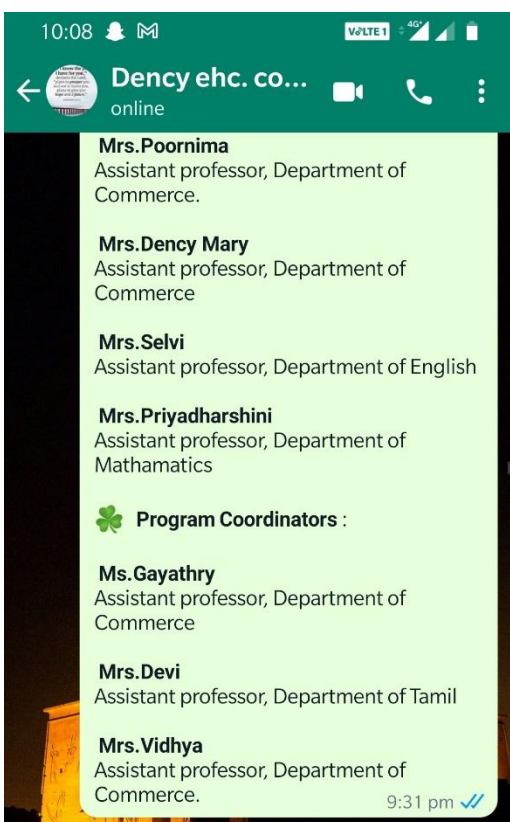 10:08
VoLTE 1 4G+
Dency ehc. co...
online
Mrs.Poornima
Assistant professor, Department of
Commerce.
Mrs.Dency Mary
Assistant professor, Department of
Commerce
Mrs.Selvi
Assistant professor, Department of English
Mrs.Priyadharshini
Assistant professor, Department of
Mathamatics
☘️ Program Coordinators :
Ms.Gayathry
Assistant professor, Department of
Commerce
Mrs.Devi
Assistant professor, Department of Tamil
Mrs.Vidhya
Assistant professor, Department of
Commerce.
9:31 pm